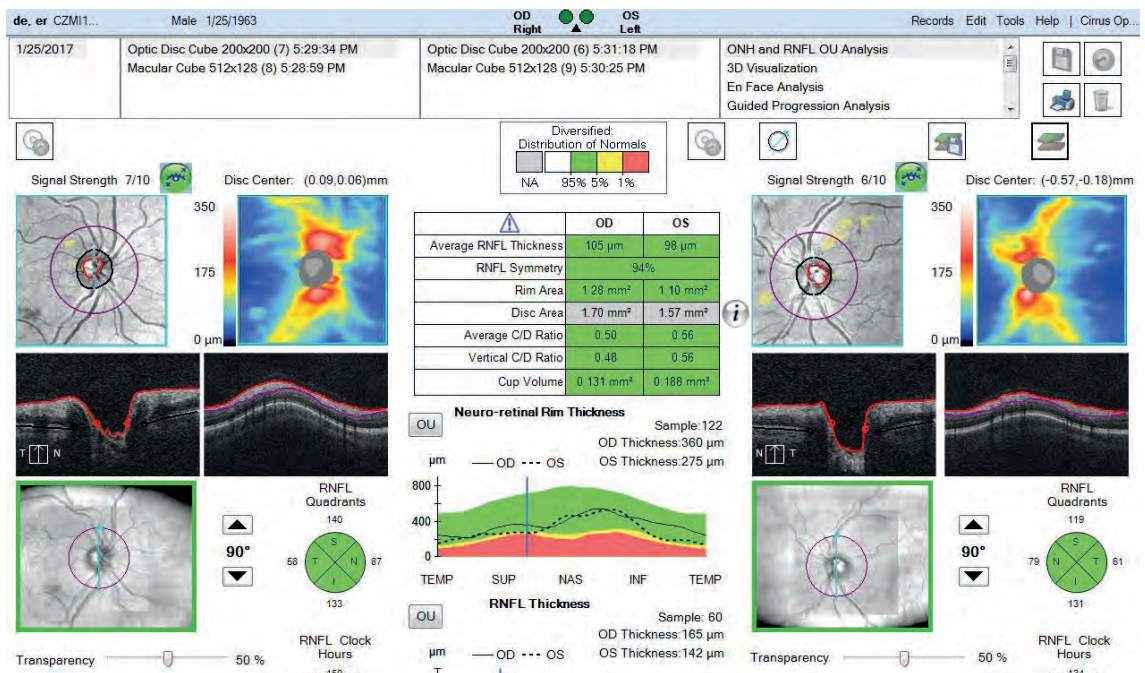 de, er CZMI1... Male 1/25/1963 OD Right OS Left Records Edit Tools Help | Cirrus Op...
1/25/2017
Optic Disc Cube 200x200 (7) 5:29:34 PM
Macular Cube 512x128 (8) 5:28:59 PM
Optic Disc Cube 200x200 (6) 5:31:18 PM
Macular Cube 512x128 (9) 5:30:25 PM
ONH and RNFL OU Analysis
3D Visualization
En Face Analysis
Guided Progression Analysis
Diversified:
Distribution of Normals
NA 95% 5% 1%
Signal Strength 7/10 Disc Center: (0.09,0.06)mm
350
175
0 µm
T N
OD OS
Average RNFL Thickness 105 µm 98 µm
RNFL Symmetry 94%
Rim Area 1.28 mm² 1.10 mm²
Disc Area 1.70 mm² 1.57 mm²
Average C/D Ratio 0.50 0.56
Vertical C/D Ratio 0.48 0.56
Cup Volume 0.131 mm³ 0.188 mm³
i
Signal Strength 6/10 Disc Center: (-0.57,-0.18)mm
350
175
0 µm
N T
OU
Neuro-retinal Rim Thickness
Sample:122
OD Thickness:360 µm
OS Thickness:275 µm
µm OD OS
800
400
0
TEMP SUP NAS INF TEMP
RNFL
Quadrants
140
58 T S N I 87
133
90°
RNFL
Quadrants
119
79 N S T I 61
131
90°
OU
RNFL Thickness
Sample: 60
OD Thickness:165 µm
OS Thickness:142 µm
µm OD OS
Transparency 50 %
RNFL Clock
Hours
Transparency 50 %
RNFL Clock
Hours